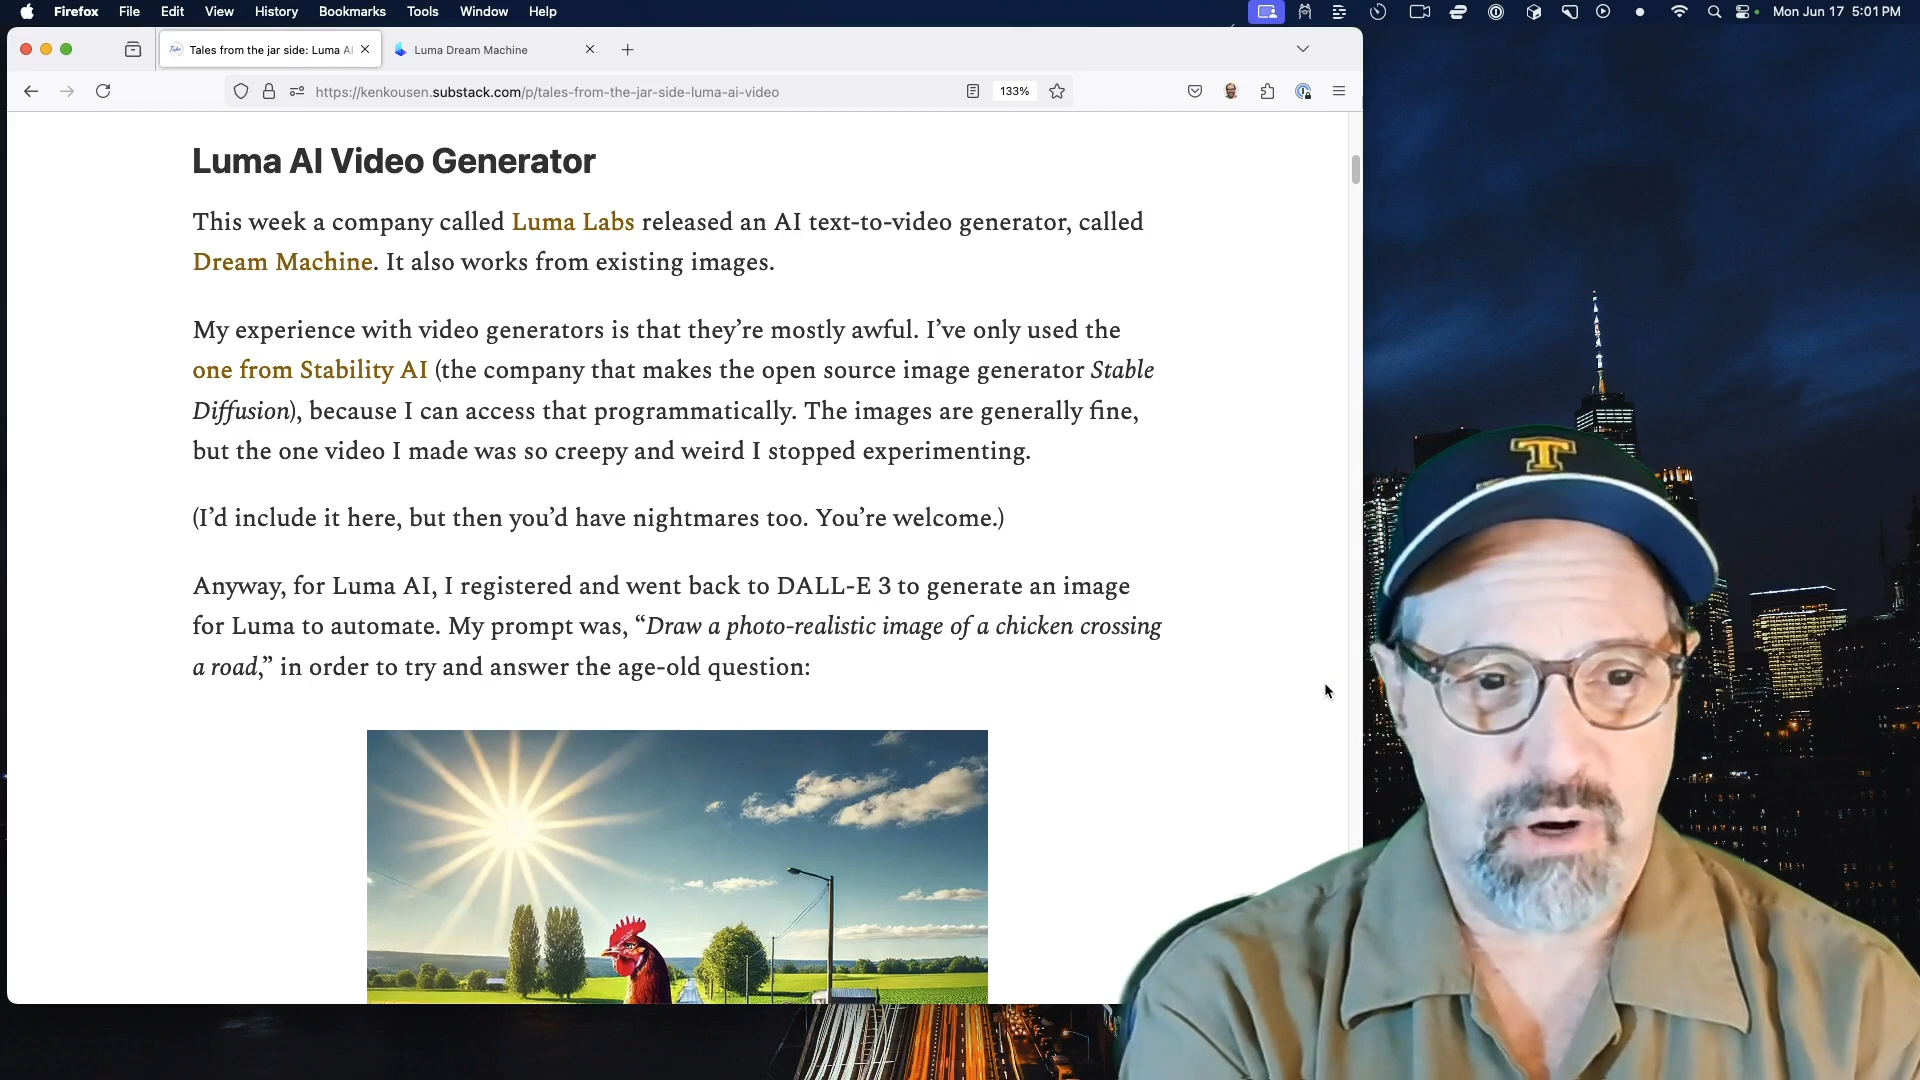 Firefox File Edit View History Bookmarks Tools Window Help Mon Jun 17 5:01 PM
Tales from the jar side: Luma AI Luma Dream Machine
https://kenkousen.substack.com/p/tales-from-the-jar-side-luma-ai-video 133%
Luma AI Video Generator
This week a company called Luma Labs released an AI text-to-video generator, called
Dream Machine. It also works from existing images.
My experience with video generators is that they’re mostly awful. I’ve only used the
one from Stability AI (the company that makes the open source image generator Stable
Diffusion), because I can access that programmatically. The images are generally fine,
but the one video I made was so creepy and weird I stopped experimenting.
(I’d include it here, but then you’d have nightmares too. You’re welcome.)
Anyway, for Luma AI, I registered and went back to DALL-E 3 to generate an image
for Luma to automate. My prompt was, “Draw a photo-realistic image of a chicken crossing
a road,” in order to try and answer the age-old question:
T